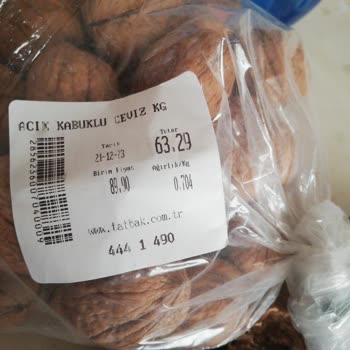 ACIK KABUKLU CEVIZ KG
Tarih Tutar
21-12-23 63,29
Birim Fiyat Ağırlık/Kg
89,90 0,704
www.tatbak.com.tr
444 1 490